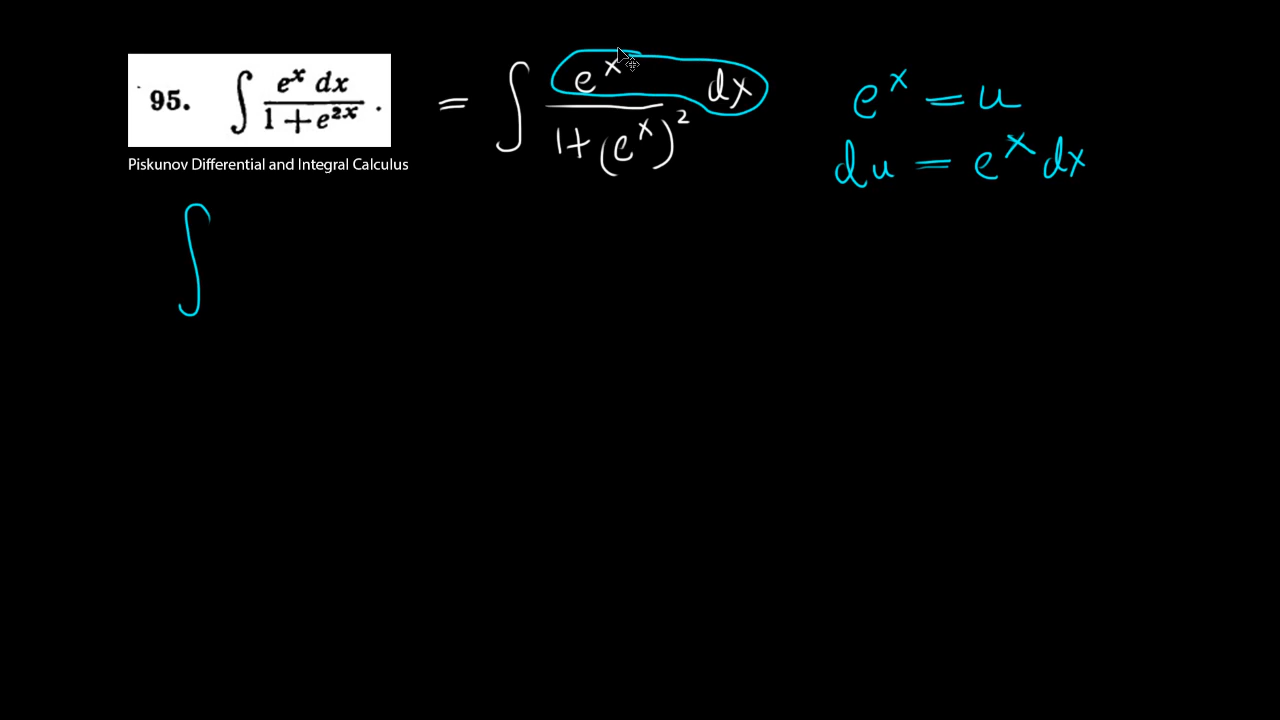 95. ∫ e^x dx / 1+e^{2x} . = ∫ e^x / 1+(e^x)^2 dx
e^x = u
du = e^x dx
Piskunov Differential and Integral Calculus
∫